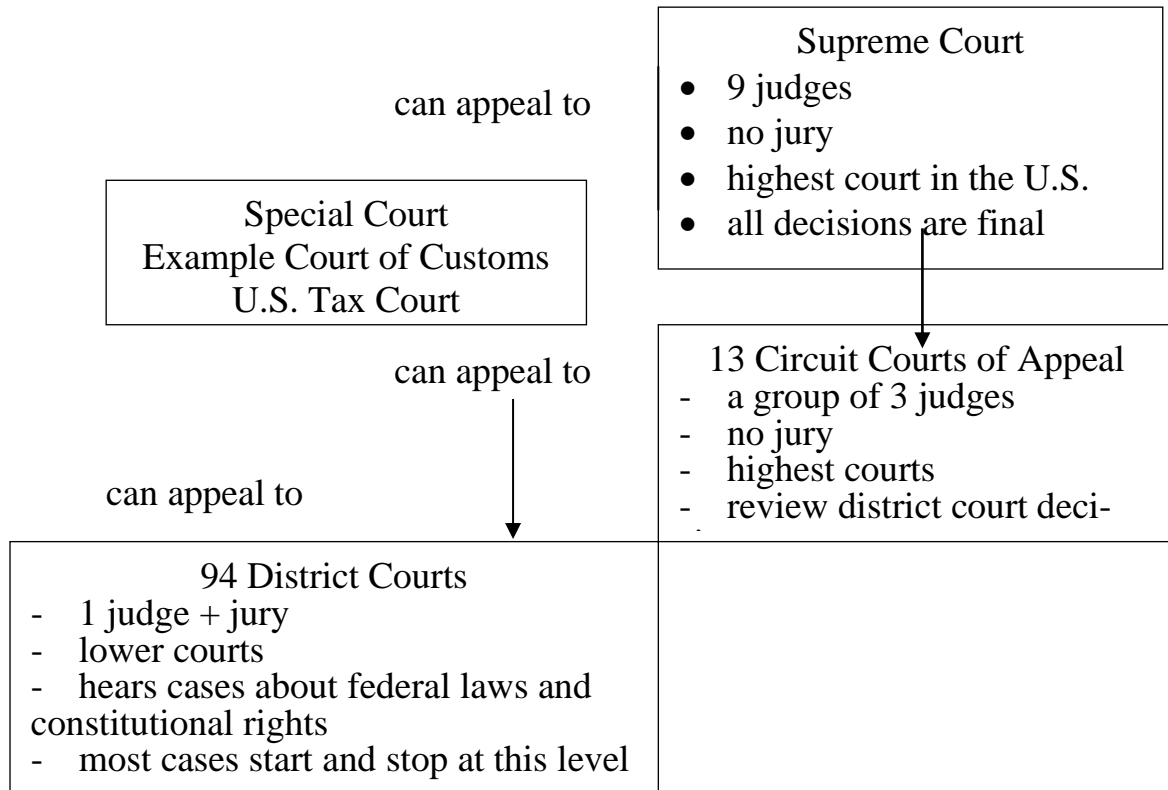 Supreme Court
can appeal to
• 9 judges
• no jury
• highest court in the U.S.
• all decisions are final
Special Court
Example Court of Customs
U.S. Tax Court
can appeal to
13 Circuit Courts of Appeal
- a group of 3 judges
- no jury
- highest courts
- review district court deci-
can appeal to
94 District Courts
- 1 judge + jury
- lower courts
- hears cases about federal laws and
constitutional rights
- most cases start and stop at this level